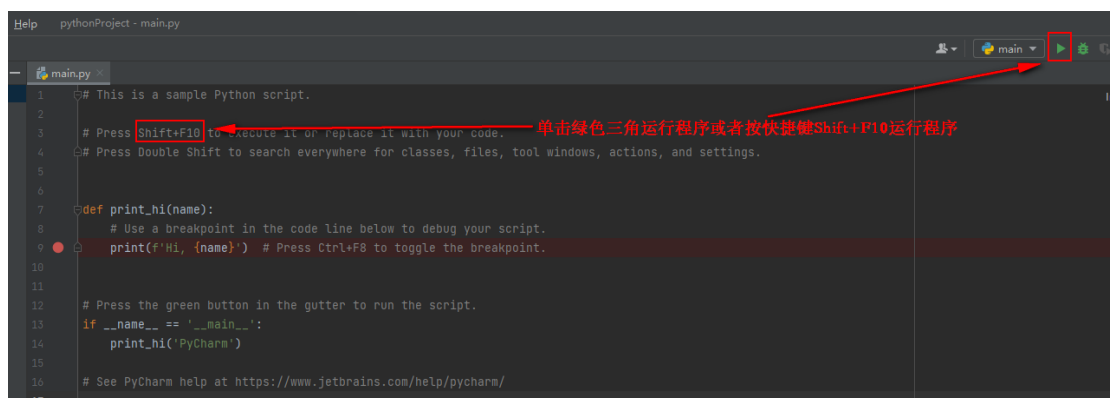 Help pythonProject - main.py
main
main.py
1 # This is a sample Python script.
2
3 # Press Shift+F10 to execute it or replace it with your code.
单击绿色三角运行程序或者按快捷键Shift+F10运行程序
4 # Press Double Shift to search everywhere for classes, files, tool windows, actions, and settings.
5
6
7 def print_hi(name):
8 # Use a breakpoint in the code line below to debug your script.
9 print(f'Hi, {name}') # Press Ctrl+F8 to toggle the breakpoint.
10
11
12 # Press the green button in the gutter to run the script.
13 if __name__ == '__main__':
14 print_hi('PyCharm')
15
16 # See PyCharm help at https://www.jetbrains.com/help/pycharm/